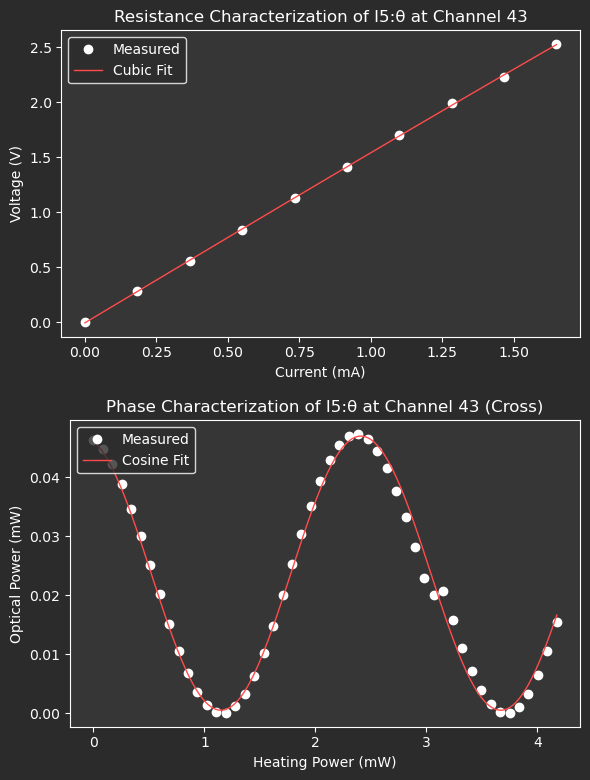 Resistance Characterization of I5:θ at Channel 43
Measured
Cubic Fit
2.5
2.0
1.5
1.0
0.5
0.0
Voltage (V)
0.00 0.25 0.50 0.75 1.00 1.25 1.50
Current (mA)
Phase Characterization of I5:θ at Channel 43 (Cross)
Measured
Cosine Fit
0.04
0.03
0.02
0.01
0.00
Optical Power (mW)
0 1 2 3 4
Heating Power (mW)